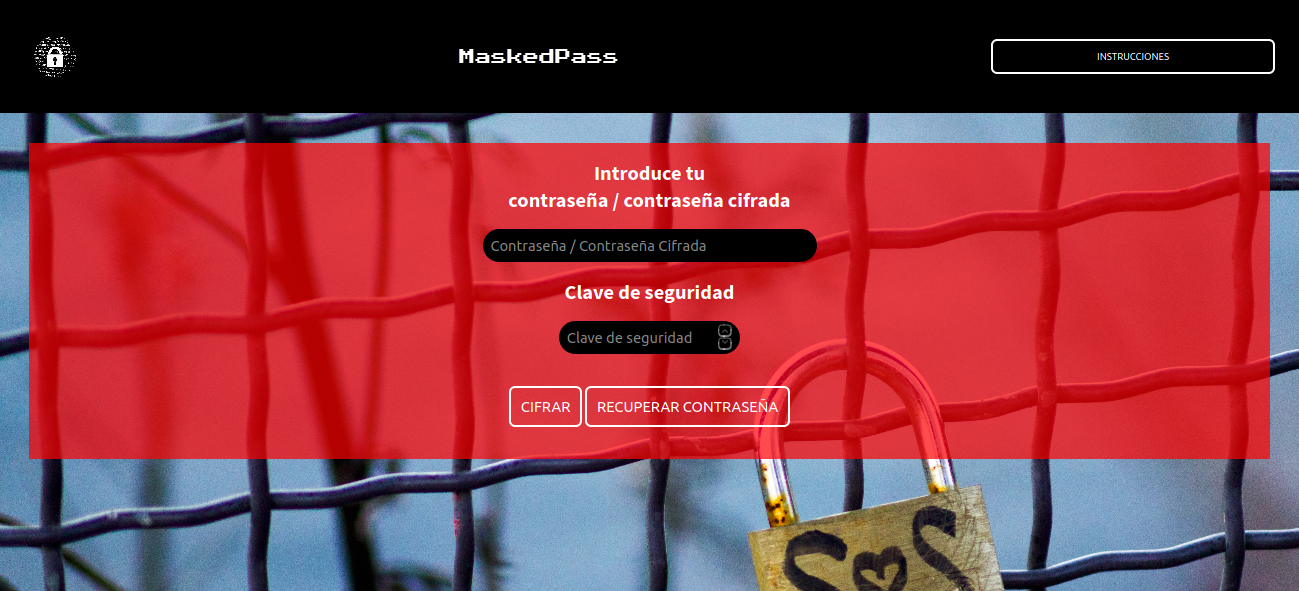 MaskedPass
INSTRUCCIONES
Introduce tu
contraseña / contraseña cifrada
Contraseña / Contraseña Cifrada
Clave de seguridad
Clave de seguridad
CIFRAR
RECUPERAR CONTRASEÑA
S♥S